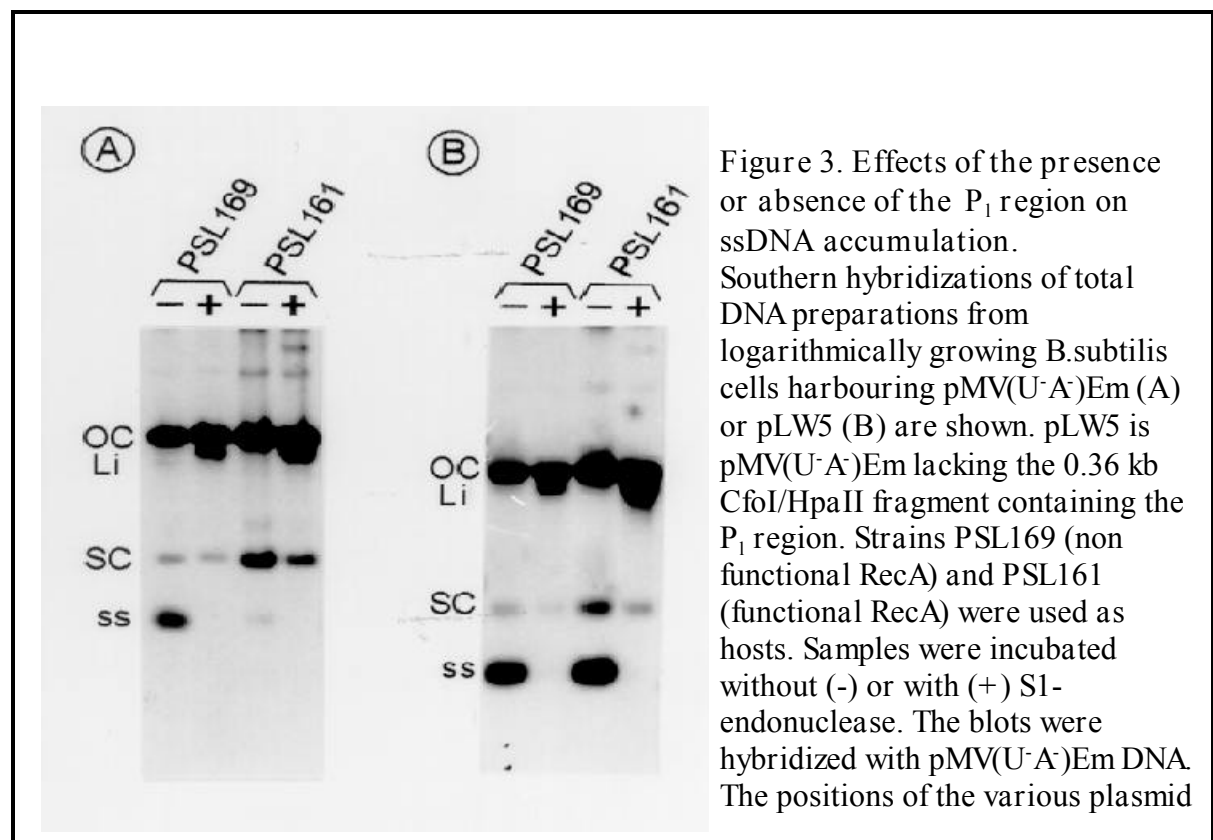 A
B
PSL169
PSL161
PSL169
PSL161
− + − +
− + − +
OC
Li
SC
ss
OC
Li
SC
ss
Figure 3. Effects of the presence
or absence of the P₁ region on
ssDNA accumulation.
Southern hybridizations of total
DNA preparations from
logarithmically growing B.subtilis
cells harbouring pMV(U⁻A⁻)Em (A)
or pLW5 (B) are shown. pLW5 is
pMV(U⁻A⁻)Em lacking the 0.36 kb
CfoI/HpaII fragment containing the
P₁ region. Strains PSL169 (non
functional RecA) and PSL161
(functional RecA) were used as
hosts. Samples were incubated
without (-) or with (+) S1-
endonuclease. The blots were
hybridized with pMV(U⁻A⁻)Em DNA.
The positions of the various plasmid